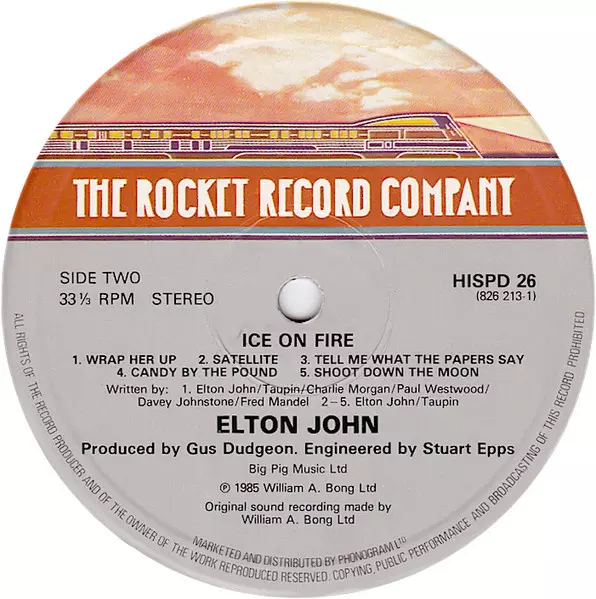 THE ROCKET RECORD COMPANY
SIDE TWO
33⅓ RPM STEREO
HISPD 26
(826 213-1)
ICE ON FIRE
1. WRAP HER UP 2. SATELLITE 3. TELL ME WHAT THE PAPERS SAY
4. CANDY BY THE POUND 5. SHOOT DOWN THE MOON
Written by: 1. Elton John/Taupin/Charlie Morgan/Paul Westwood/
Davey Johnstone/Fred Mandel 2–5. Elton John/Taupin
ELTON JOHN
Produced by Gus Dudgeon. Engineered by Stuart Epps
Big Pig Music Ltd
℗ 1985 William A. Bong Ltd
Original sound recording made by
William A. Bong Ltd
ALL RIGHTS OF THE RECORD PRODUCER AND OF THE OWNER OF THE WORK REPRODUCED RESERVED. COPYING, PUBLIC PERFORMANCE AND BROADCASTING OF THIS RECORD PROHIBITED
MARKETED AND DISTRIBUTED BY PHONOGRAM LTD